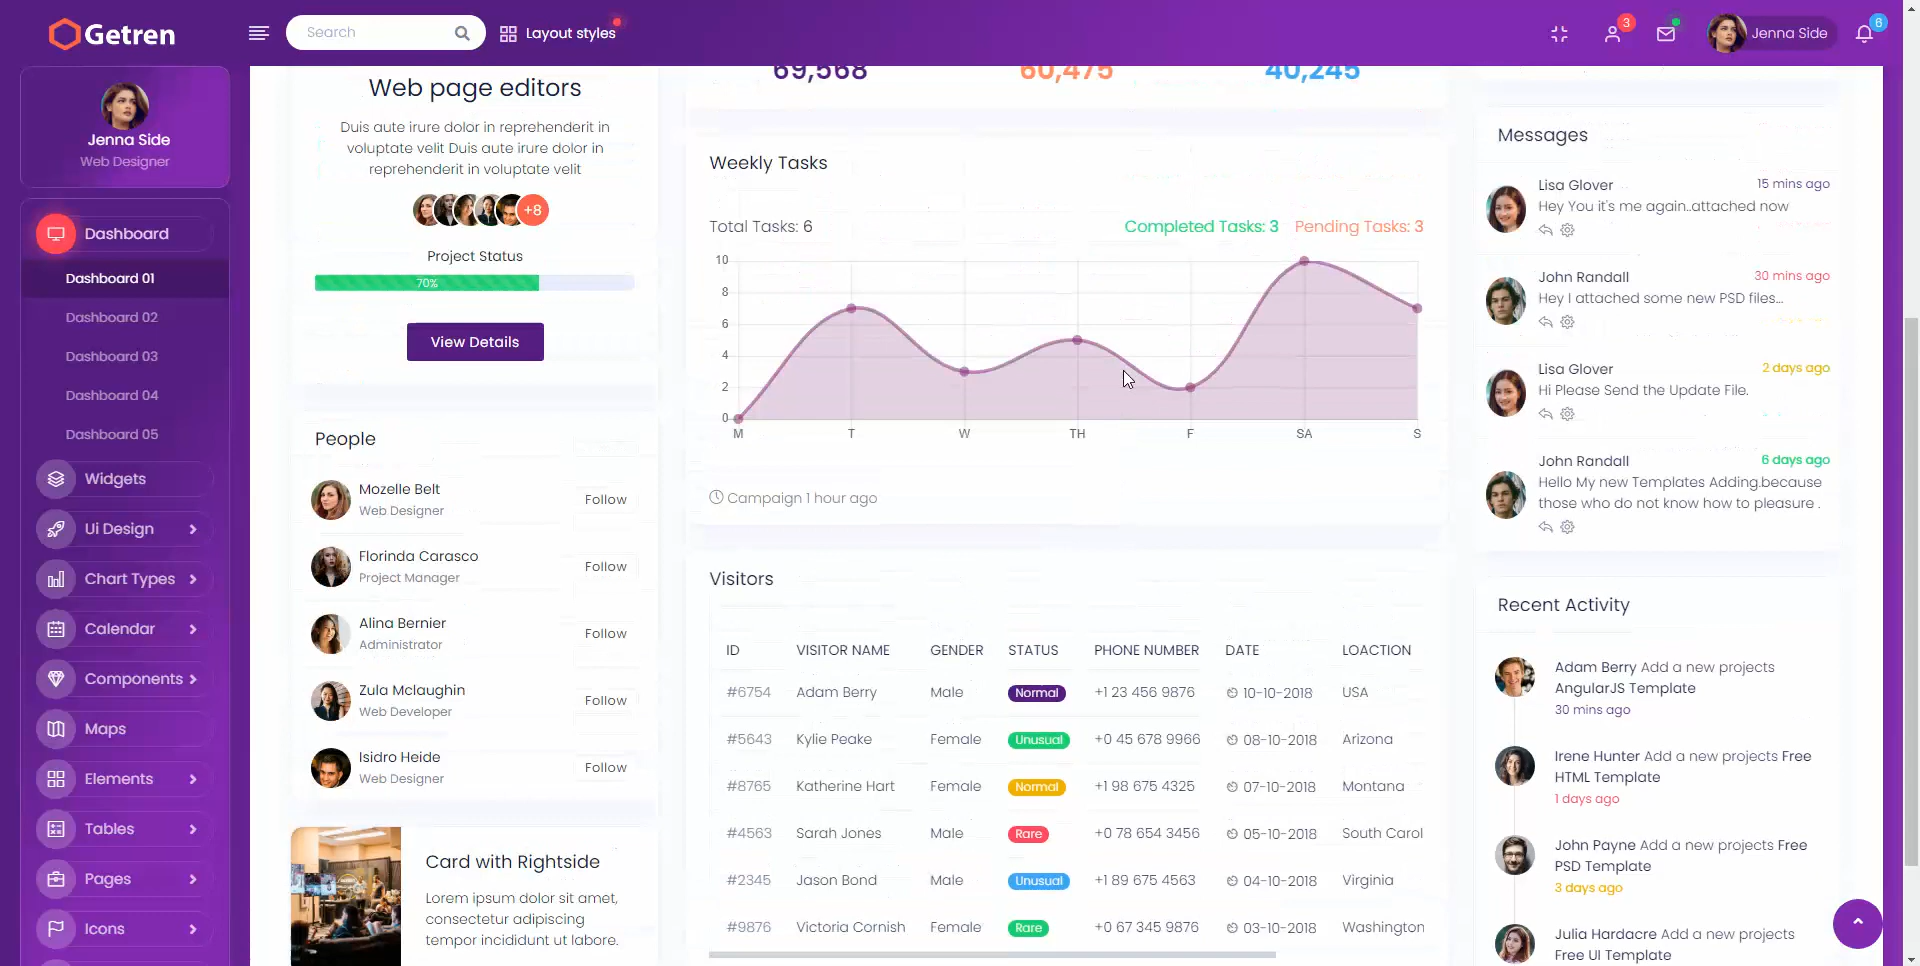 Getren
Search
Layout styles
3
Jenna Side
6
Jenna Side
Web Designer
Dashboard
Dashboard 01
Dashboard 02
Dashboard 03
Dashboard 04
Dashboard 05
Widgets
Ui Design
Chart Types
Calendar
Components
Maps
Elements
Tables
Pages
Icons
Web page editors
Duis aute irure dolor in reprehenderit in
voluptate velit Duis aute irure dolor in
reprehenderit in voluptate velit
+8
Project Status
70%
View Details
People
Mozelle Belt
Web Designer
Follow
Florinda Carasco
Project Manager
Follow
Alina Bernier
Administrator
Follow
Zula Mclaughin
Web Developer
Follow
Isidro Heide
Web Designer
Follow
Card with Rightside
Lorem ipsum dolor sit amet,
consectetur adipiscing
tempor incididunt ut labore.
69,568 60,475 40,245
Weekly Tasks
Total Tasks: 6 Completed Tasks: 3 Pending Tasks: 3
10
8
6
4
2
0
M T W TH F SA S
Campaign 1 hour ago
Visitors
ID VISITOR NAME GENDER STATUS PHONE NUMBER DATE LOACTION
#6754 Adam Berry Male Normal +1 23 456 9876 10-10-2018 USA
#5643 Kylie Peake Female Unusual +0 45 678 9966 08-10-2018 Arizona
#8765 Katherine Hart Female Normal +1 98 675 4325 07-10-2018 Montana
#4563 Sarah Jones Male Rare +0 78 654 3456 05-10-2018 South Carol
#2345 Jason Bond Male Unusual +1 89 675 4563 04-10-2018 Virginia
#9876 Victoria Cornish Female Rare +0 67 345 9876 03-10-2018 Washington
Messages
Lisa Glover 15 mins ago
Hey You it's me again..attached now
John Randall 30 mins ago
Hey I attached some new PSD files...
Lisa Glover 2 days ago
Hi Please Send the Update File.
John Randall 6 days ago
Hello My new Templates Adding.because
those who do not know how to pleasure .
Recent Activity
Adam Berry Add a new projects
AngularJS Template
30 mins ago
Irene Hunter Add a new projects Free
HTML Template
1 days ago
John Payne Add a new projects Free
PSD Template
3 days ago
Julia Hardacre Add a new projects
Free UI Template